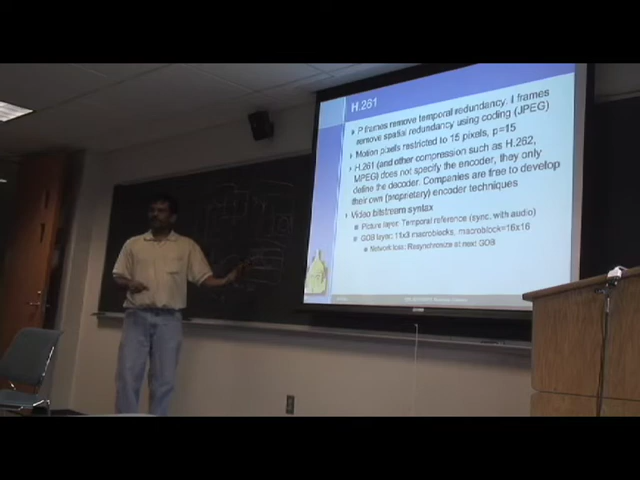 H.261
P frames remove temporal redundancy, I frames
remove spatial redundancy using coding (JPEG)
Motion pixels restricted to 15 pixels, p=15
H.261 (and other compression such as H.262,
MPEG) does not specify the encoder, they only
define the decoder. Companies are free to develop
their own (proprietary) encoder techniques
Video bitstream syntax
Picture layer: Temporal reference (sync. with audio)
GOB layer: 11x3 macroblocks, macroblock=16x16
Network loss: Resynchronize at next GOB